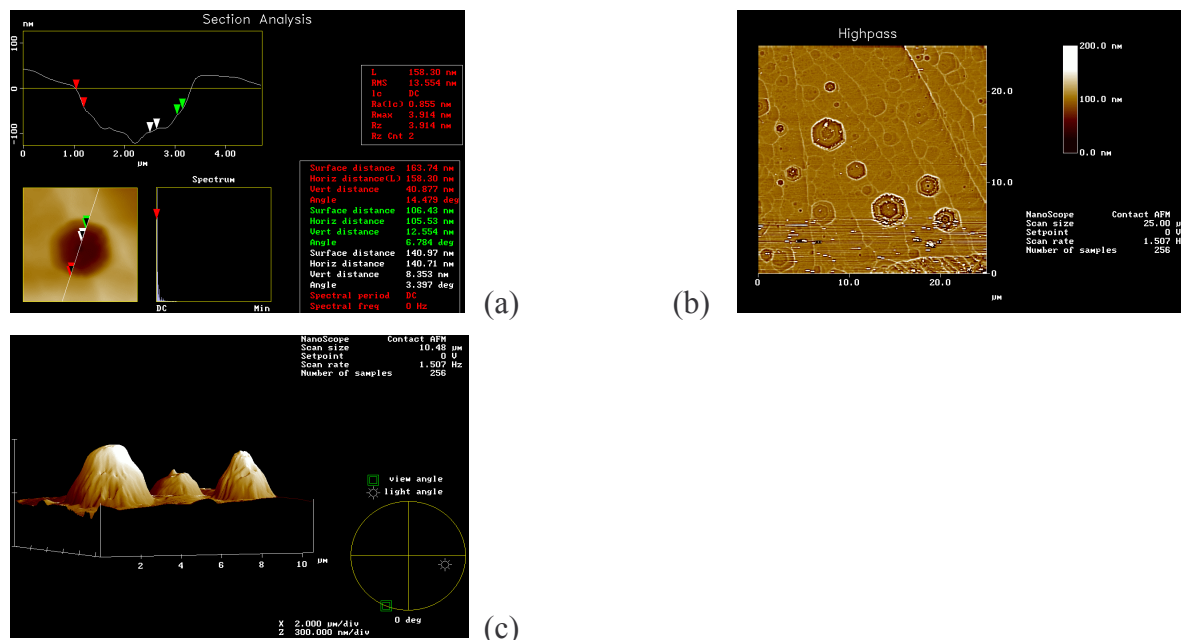 Section Analysis
nm
100
0
-100
0
1.00
2.00
3.00
4.00
µm
L 158.30 nm
RMS 13.554 nm
lc DC
Ra(lc) 0.855 nm
Rmax 3.914 nm
Rz 3.914 nm
Rz Cnt 2
Spectrum
DC
Min
Surface distance 163.74 nm
Horiz distance(L) 158.30 nm
Vert distance 40.877 nm
Angle 14.479 deg
Surface distance 106.43 nm
Horiz distance 105.53 nm
Vert distance 12.554 nm
Angle 6.784 deg
Surface distance 140.97 nm
Horiz distance 140.71 nm
Vert distance 8.353 nm
Angle 3.397 deg
Spectral period DC
Spectral freq 0 Hz
(a)
Highpass
20.0
10.0
0
0
10.0
20.0
µm
200.0 nm
100.0 nm
0.0 nm
NanoScope Contact AFM
Scan size 25.00 µ
Setpoint 0 V
Scan rate 1.507 H
Number of samples 256
(b)
NanoScope Contact AFM
Scan size 10.48 µm
Setpoint 0 V
Scan rate 1.507 Hz
Number of samples 256
2
4
6
8
10
µm
view angle
light angle
0 deg
X 2.000 µm/div
Z 300.000 nm/div
(c)